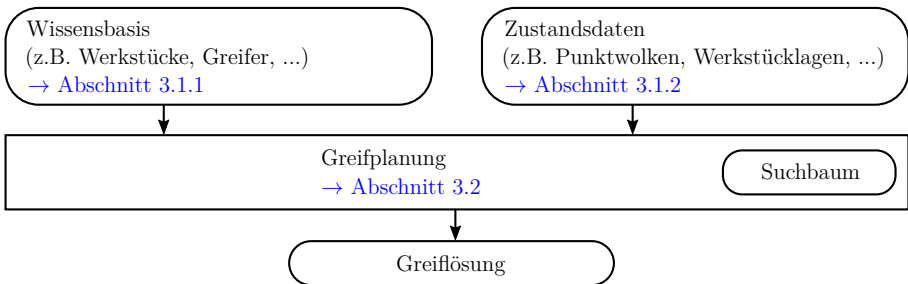 Wissensbasis
(z.B. Werkstücke, Greifer, ...)
→ Abschnitt 3.1.1
Zustandsdaten
(z.B. Punktwolken, Werkstücklagen, ...)
→ Abschnitt 3.1.2
Greifplanung
→ Abschnitt 3.2
Suchbaum
Greiflösung